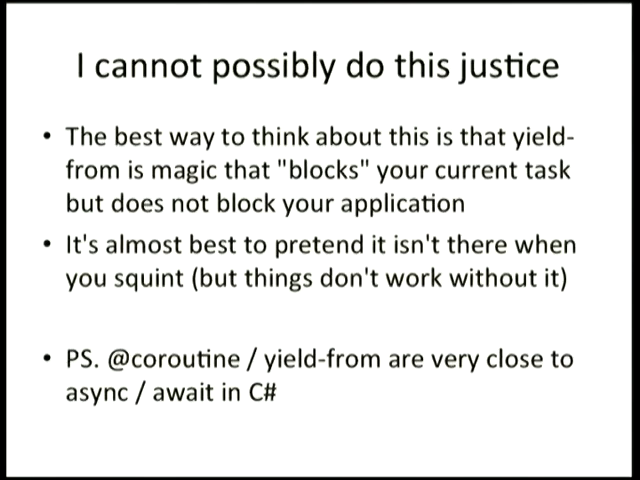 I cannot possibly do this justice
• The best way to think about this is that yield-
from is magic that "blocks" your current task
but does not block your application
• It's almost best to pretend it isn't there when
you squint (but things don't work without it)
• PS. @coroutine / yield-from are very close to
async / await in C#